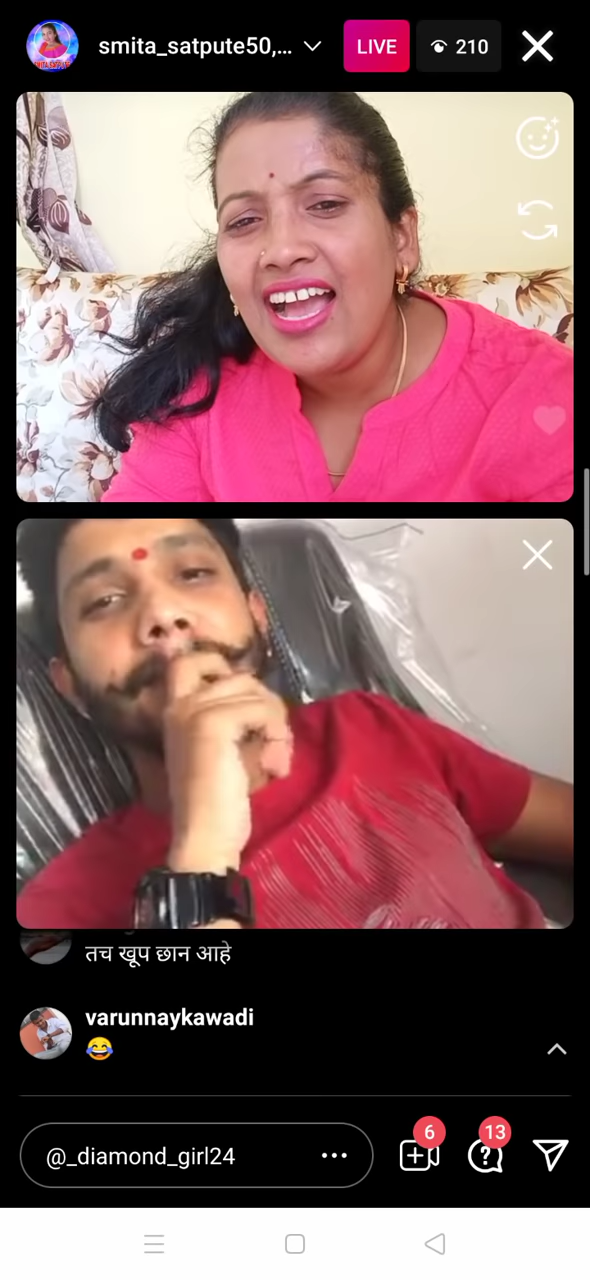 smita_satpute50,...
LIVE
210
तच खूप छान आहे
varunnaykawadi
😂
@_diamond_girl24
6
13